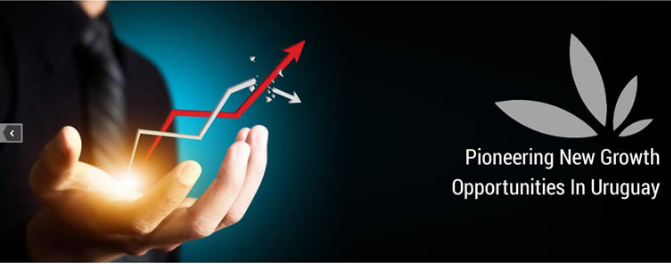 Pioneering New Growth
Opportunities In Uruguay